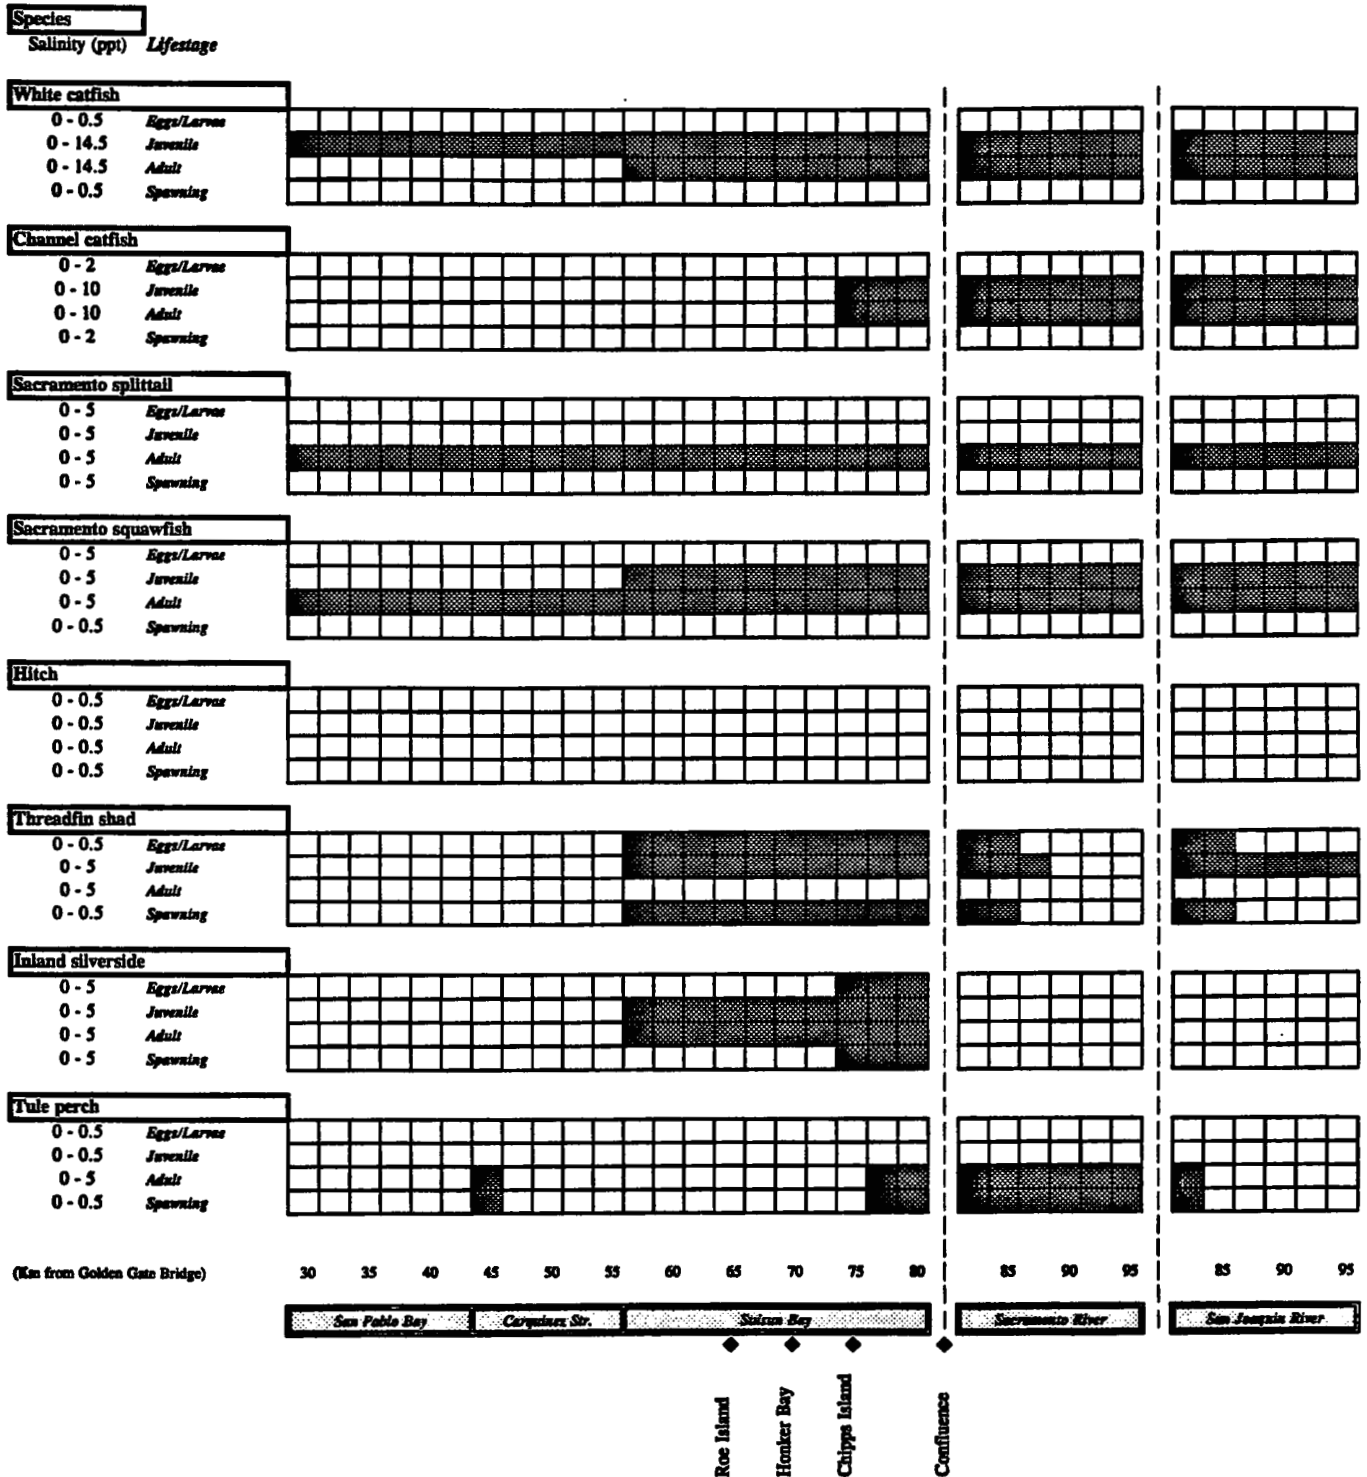 Species
Salinity (ppt) Lifestage
White catfish
0 - 0.5 Eggs/Larvae
0 - 14.5 Juvenile
0 - 14.5 Adult
0 - 0.5 Spawning
Channel catfish
0 - 2 Eggs/Larvae
0 - 10 Juvenile
0 - 10 Adult
0 - 2 Spawning
Sacramento splittail
0 - 5 Eggs/Larvae
0 - 5 Juvenile
0 - 5 Adult
0 - 5 Spawning
Sacramento squawfish
0 - 5 Eggs/Larvae
0 - 5 Juvenile
0 - 5 Adult
0 - 0.5 Spawning
Hitch
0 - 0.5 Eggs/Larvae
0 - 0.5 Juvenile
0 - 0.5 Adult
0 - 0.5 Spawning
Threadfin shad
0 - 0.5 Eggs/Larvae
0 - 5 Juvenile
0 - 5 Adult
0 - 0.5 Spawning
Inland silverside
0 - 5 Eggs/Larvae
0 - 5 Juvenile
0 - 5 Adult
0 - 5 Spawning
Tule perch
0 - 0.5 Eggs/Larvae
0 - 0.5 Juvenile
0 - 5 Adult
0 - 0.5 Spawning
(Km from Golden Gate Bridge) 30 35 40 45 50 55 60 65 70 75 80 85 90 95 85 90 95
San Pablo Bay Carquinez Str. Suisun Bay Sacramento River San Joaquin River
Roe Island
Honker Bay
Chipps Island
Confluence